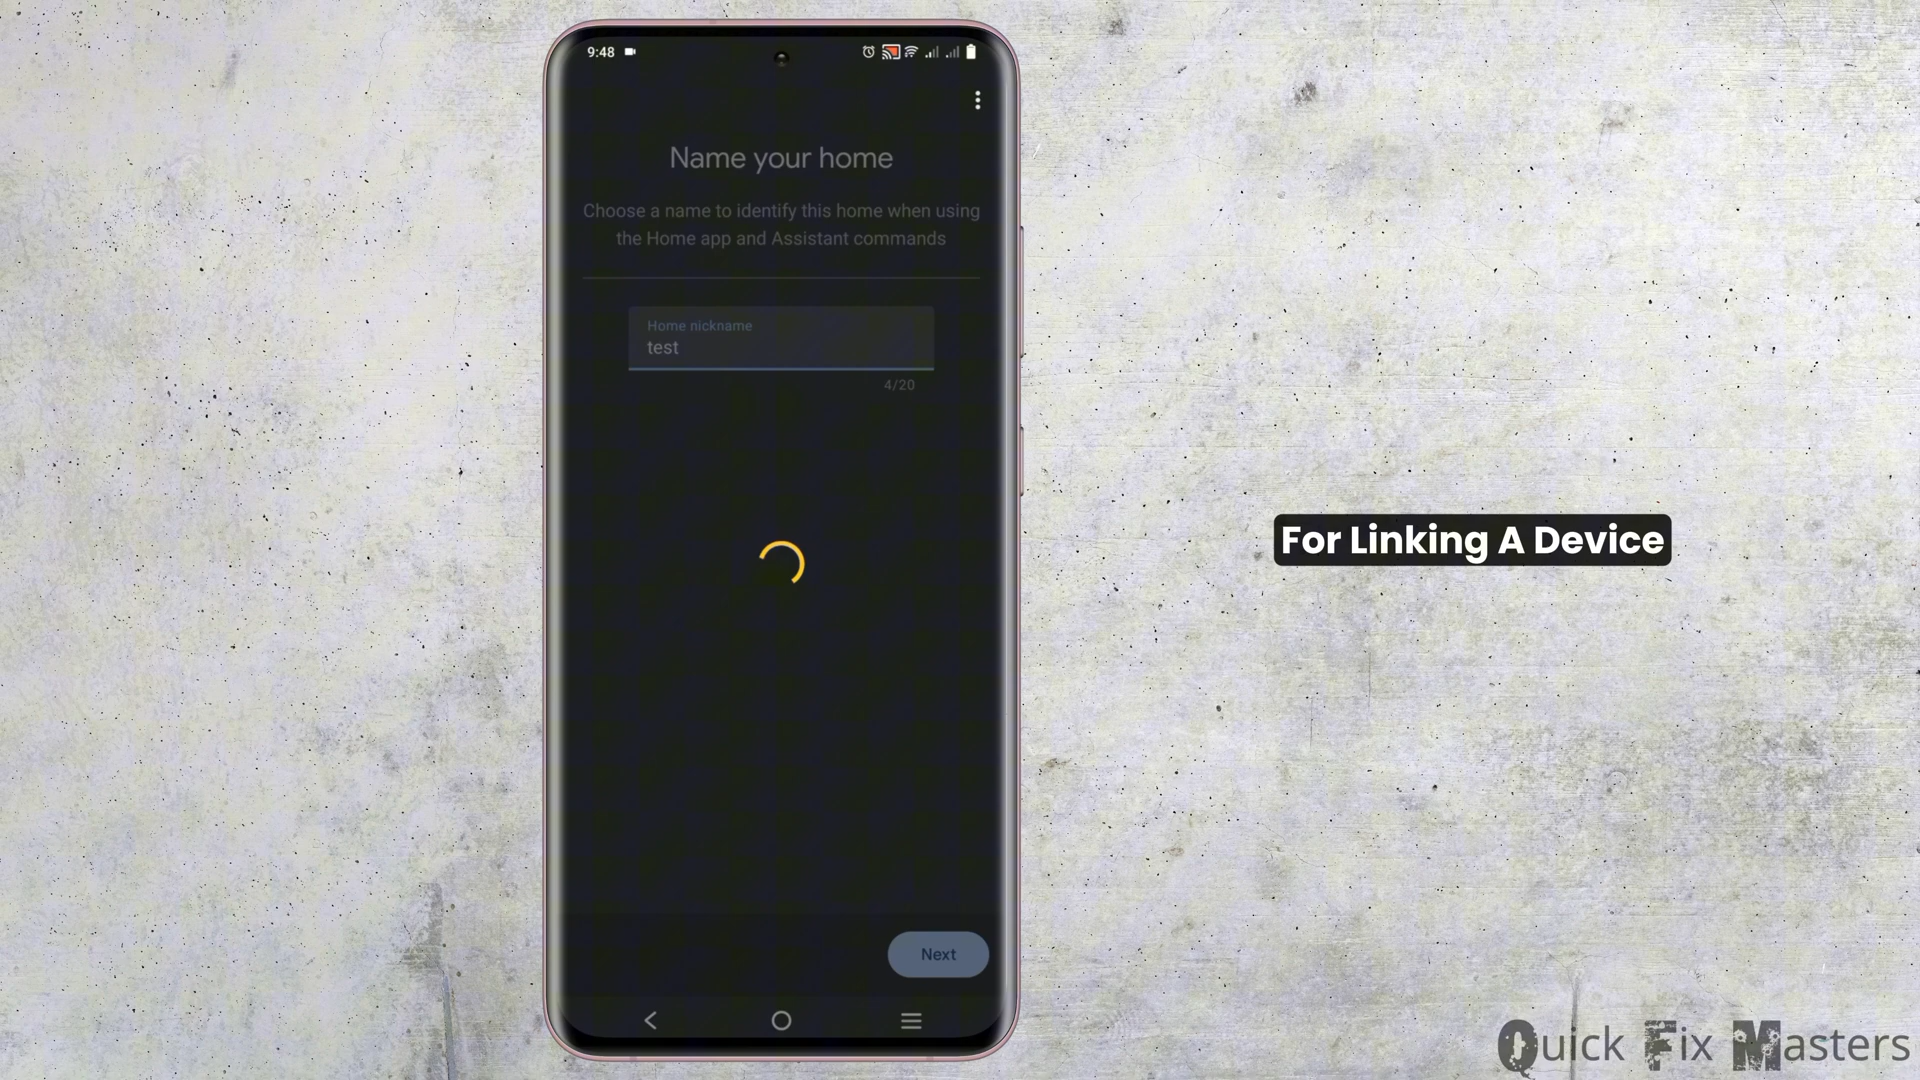 9:48
Name your home
Choose a name to identify this home when using
the Home app and Assistant commands
Home nickname
test
4/20
Next
For Linking A Device
Quick Fix Masters